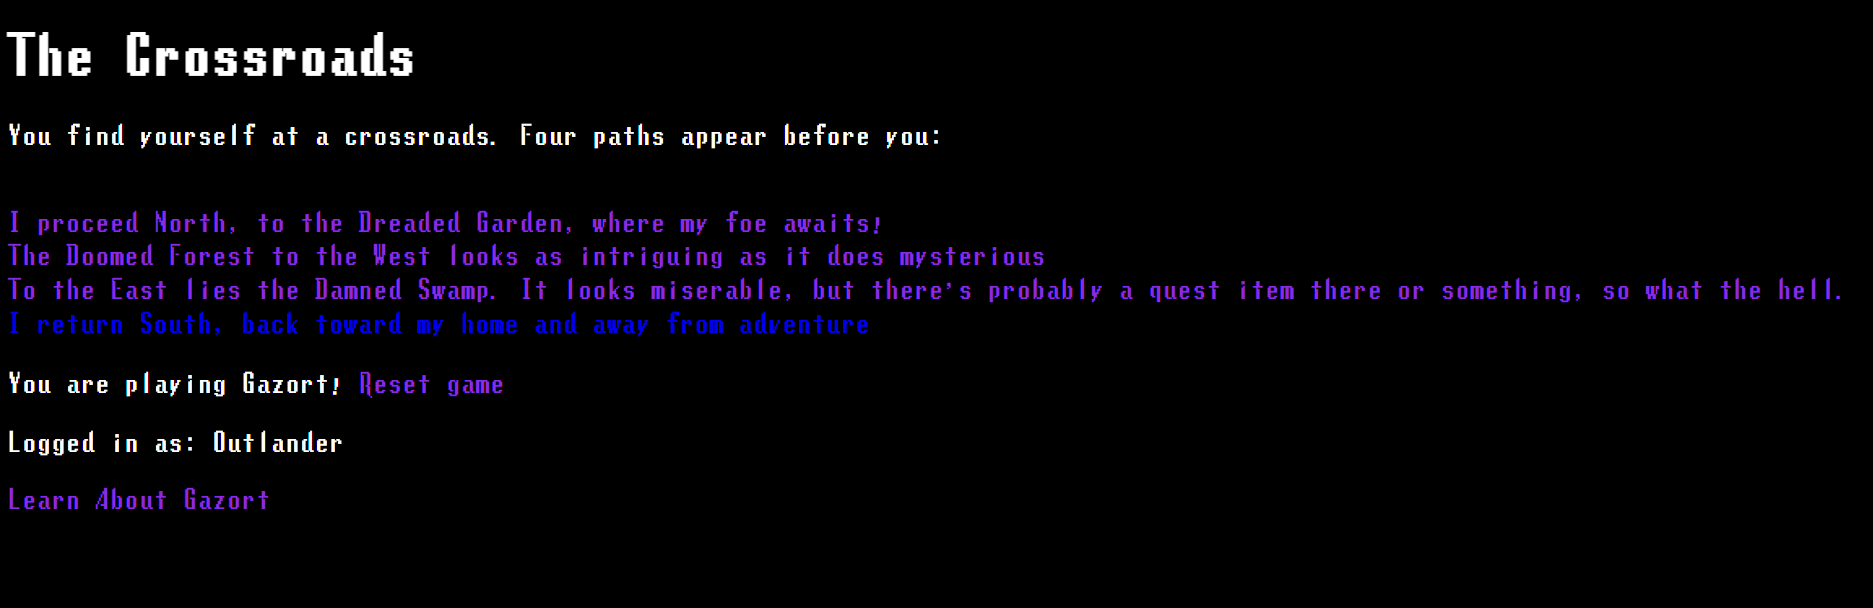 The Crossroads
You find yourself at a crossroads. Four paths appear before you:
I proceed North, to the Dreaded Garden, where my foe awaits!
The Doomed Forest to the West looks as intriguing as it does mysterious
To the East lies the Damned Swamp. It looks miserable, but there's probably a quest item there or something, so what the hell.
I return South, back toward my home and away from adventure
You are playing Gazort! Reset game
Logged in as: Outlander
Learn About Gazort